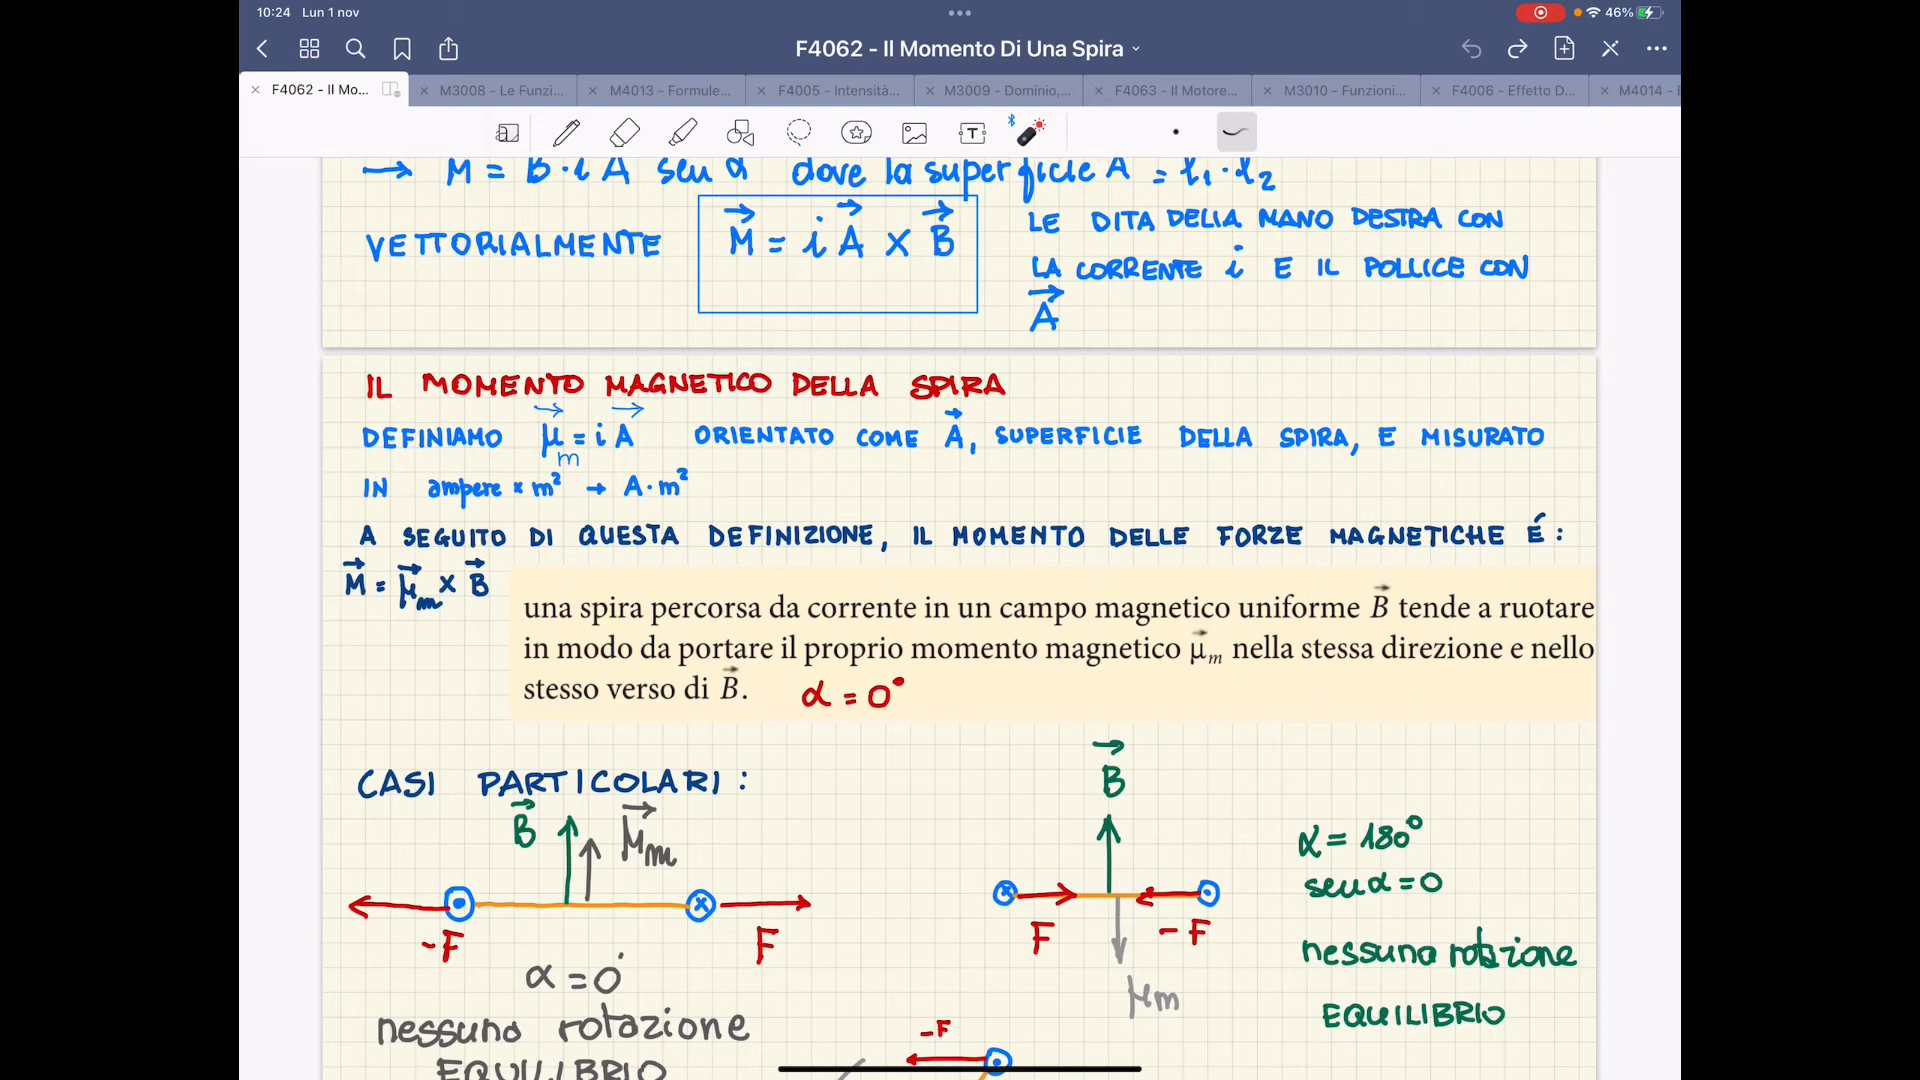 10:24 Lun 1 nov
46%
F4062 - Il Momento Di Una Spira
F4062 - Il Mo... M3008 - Le Funzi... M4013 - Formule... F4005 - Intensità... M3009 - Dominio,... F4063 - Il Motore... M3010 - Funzioni... F4006 - Effetto D... M4014 -
→ M = B·i A sen α dove la superficie A = l₁·l₂
VETTORIALMENTE M⃗ = i A⃗ X B⃗
LE DITA DELLA MANO DESTRA CON
LA CORRENTE i E IL POLLICE CON
A⃗
IL MOMENTO MAGNETICO DELLA SPIRA
DEFINIAMO μ⃗m = i A⃗ ORIENTATO COME A⃗, SUPERFICIE DELLA SPIRA, E MISURATO
IN ampere × m² → A·m²
A SEGUITO DI QUESTA DEFINIZIONE, IL MOMENTO DELLE FORZE MAGNETICHE É:
M⃗ = μ⃗m X B⃗
una spira percorsa da corrente in un campo magnetico uniforme B⃗ tende a ruotare
in modo da portare il proprio momento magnetico μ⃗m nella stessa direzione e nello
stesso verso di B⃗. α = 0°
CASI PARTICOLARI:
B⃗ μ⃗m
-F F
α = 0°
nessuna rotazione
EQUILIBRIO
B⃗
F -F
μm
α = 180°
sen α = 0
nessuna rotazione
EQUILIBRIO
-F